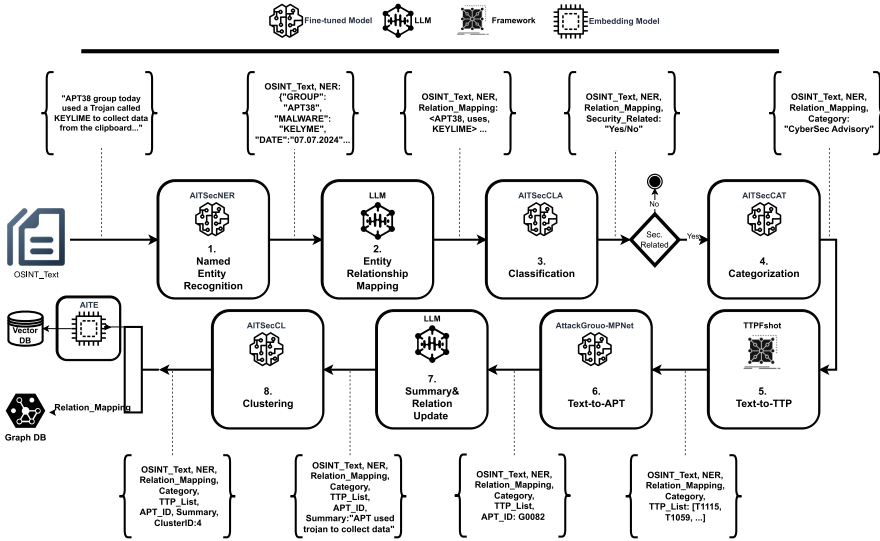 Fine-tuned Model
LLM
Framework
Embedding Model
"APT38 group today
used a Trojan called
KEYLIME to collect data
from the clipboard..."
OSINT_Text, NER:
{"GROUP":
"APT38",
"MALWARE":
"KELYME",
"DATE":"07.07.2024"...
OSINT_Text, NER,
Relation_Mapping:
<APT38, uses,
KEYLIME> ...
OSINT_Text, NER,
Relation_Mapping,
Security_Related:
"Yes/No"
OSINT_Text, NER,
Relation_Mapping,
Category:
"CyberSec Advisory"
OSINT_Text
AITSecNER
1.
Named
Entity
Recognition
LLM
2.
Entity
Relationship
Mapping
AITSecCLA
3.
Classification
No
Sec.
Related
Yes
AITSecCAT
4.
Categorization
Vector
DB
AITE
Relation_Mapping
Graph DB
AITSecCL
8.
Clustering
LLM
7.
Summary&
Relation
Update
AttackGrouo-MPNet
6.
Text-to-APT
TTPFshot
5.
Text-to-TTP
OSINT_Text, NER,
Relation_Mapping,
Category,
TTP_List,
APT_ID, Summary,
ClusterID:4
OSINT_Text, NER,
Relation_Mapping,
Category,
TTP_List,
APT_ID,
Summary:"APT used
trojan to collect data"
OSINT_Text, NER,
Relation_Mapping,
Category,
TTP_List,
APT_ID: G0082
OSINT_Text, NER,
Relation_Mapping,
Category,
TTP_List: [T1115,
T1059, ...]